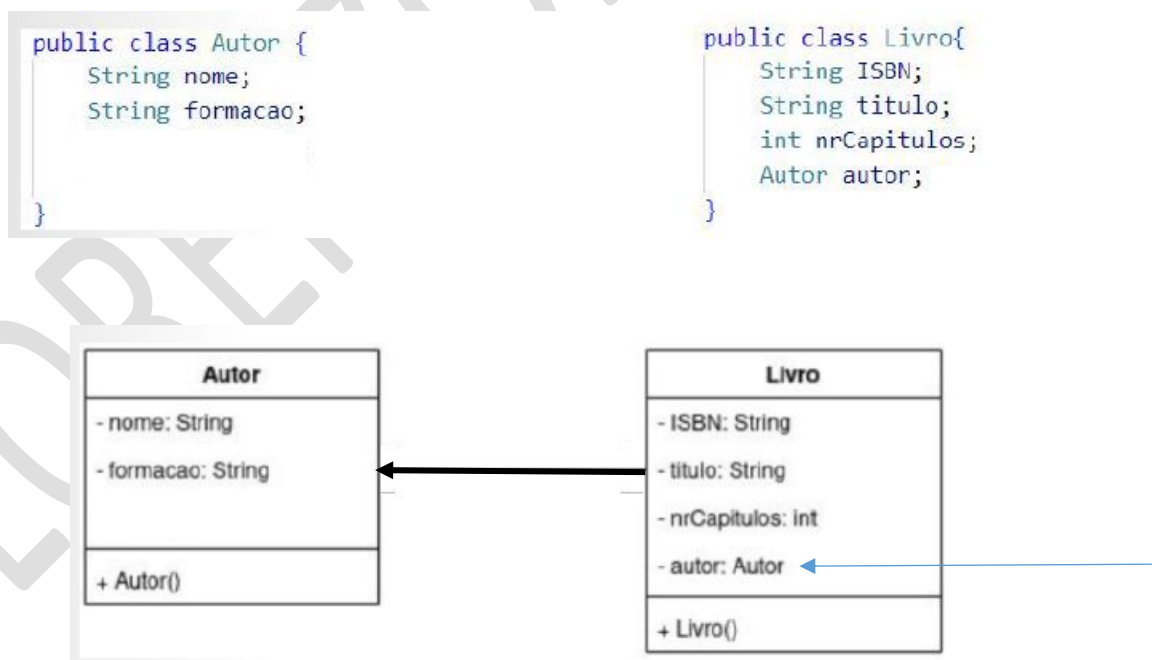 public class Autor {
String nome;
String formacao;
}
public class Livro{
String ISBN;
String titulo;
int nrCapitulos;
Autor autor;
}
Autor
- nome: String
- formacao: String
+ Autor()
Livro
- ISBN: String
- titulo: String
- nrCapitulos: int
- autor: Autor
+ Livro()